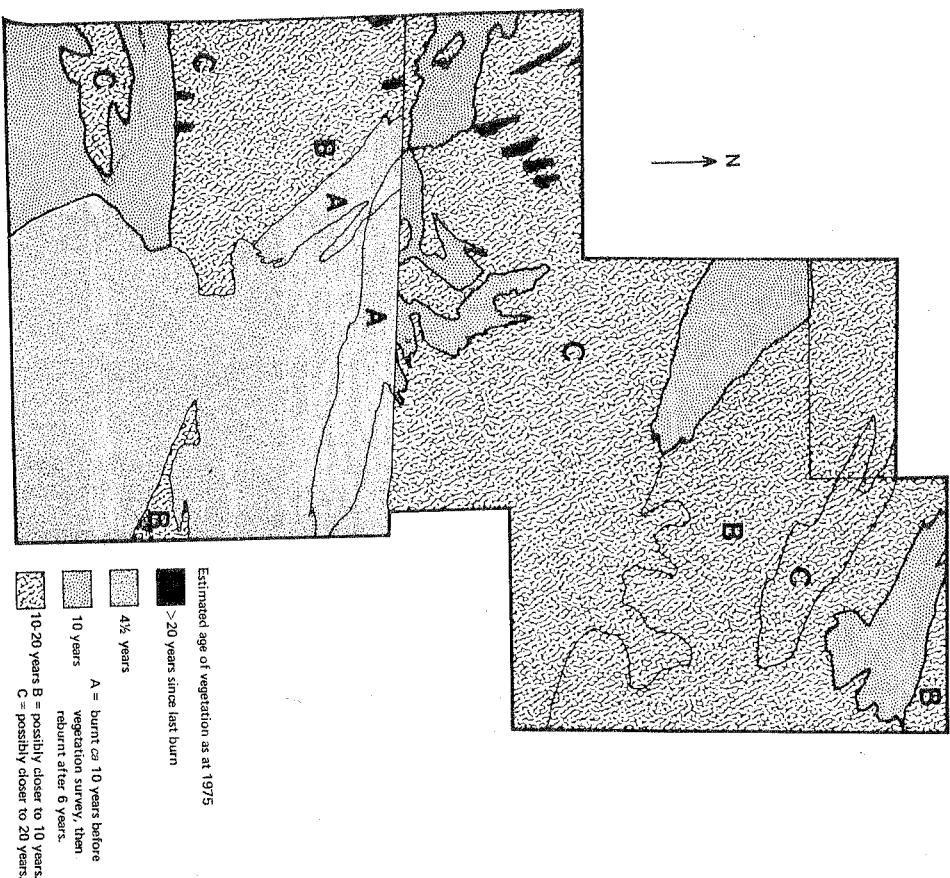 B
C
N
B
C
A
A
B
C
B
C
Estimated age of vegetation as at 1975
> 20 years since last burn
4½ years
10 years
A = burnt ca 10 years before
vegetation survey, then
reburnt after 6 years.
10-20 years B = possibly closer to 10 years.
C = possibly closer to 20 years.